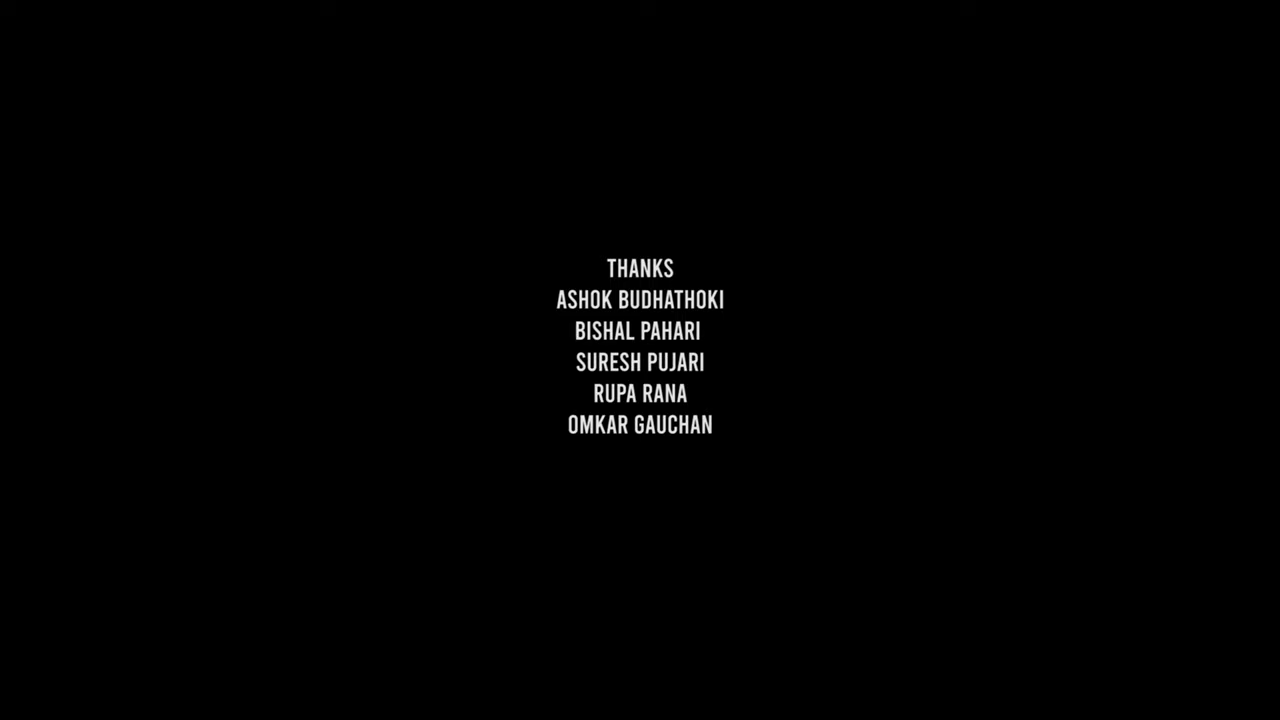 THANKS
ASHOK BUDHATHOKI
BISHAL PAHARI
SURESH PUJARI
RUPA RANA
OMKAR GAUCHAN